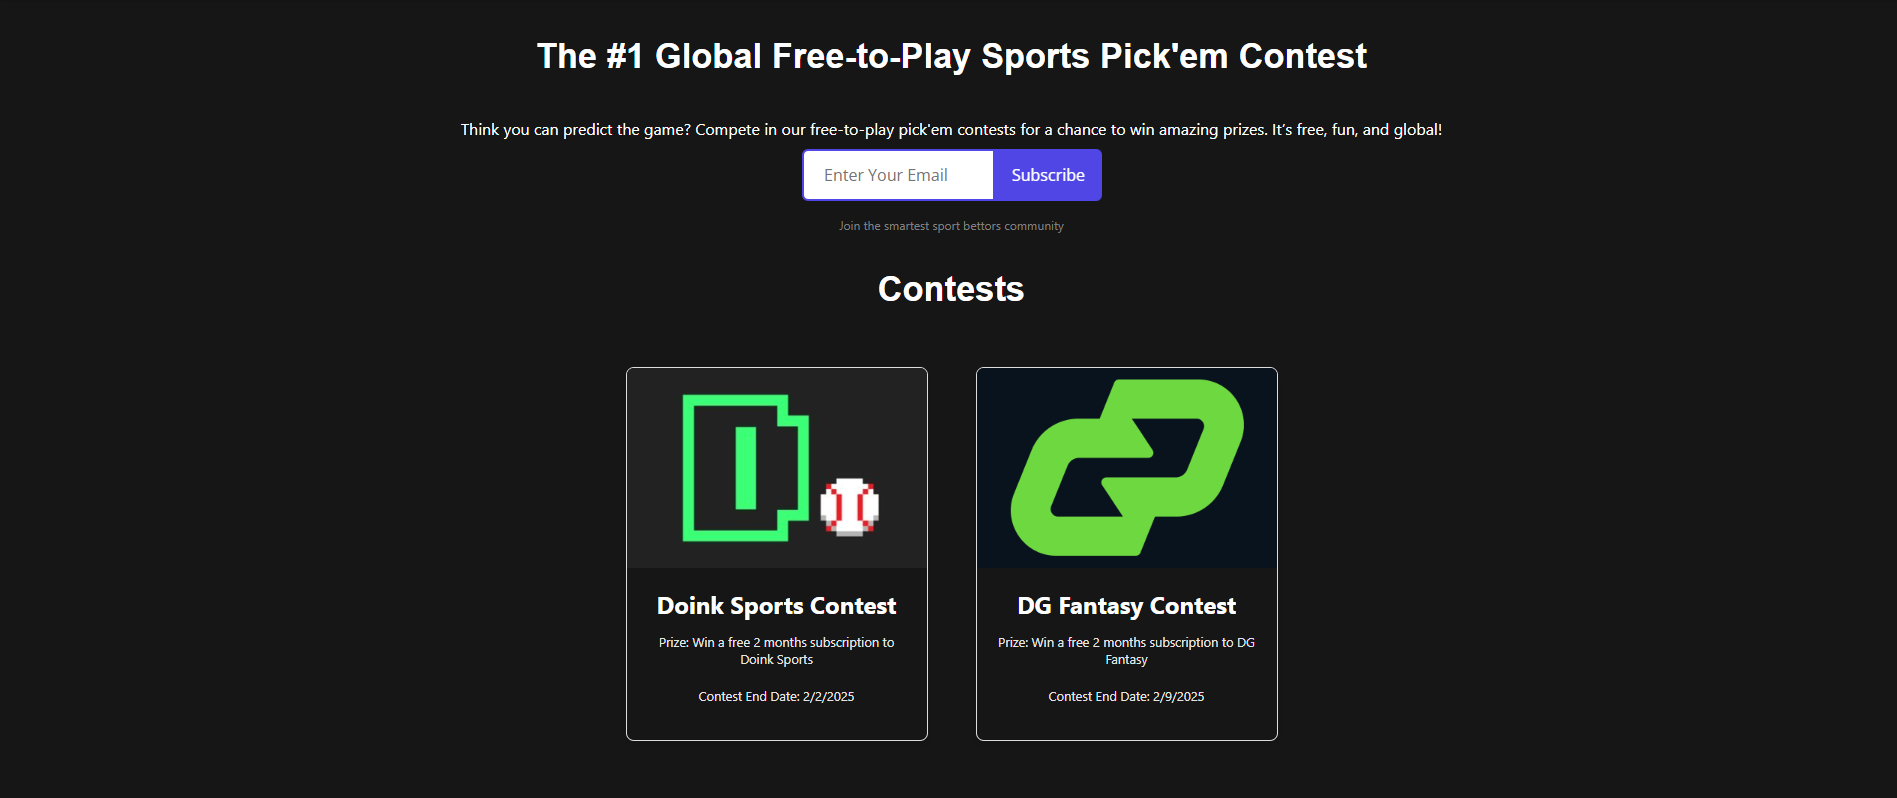 The #1 Global Free-to-Play Sports Pick'em Contest
Think you can predict the game? Compete in our free-to-play pick'em contests for a chance to win amazing prizes. It’s free, fun, and global!
Enter Your Email
Subscribe
Join the smartest sport bettors community
Contests
Doink Sports Contest
Prize: Win a free 2 months subscription to
Doink Sports
Contest End Date: 2/2/2025
DG Fantasy Contest
Prize: Win a free 2 months subscription to DG
Fantasy
Contest End Date: 2/9/2025